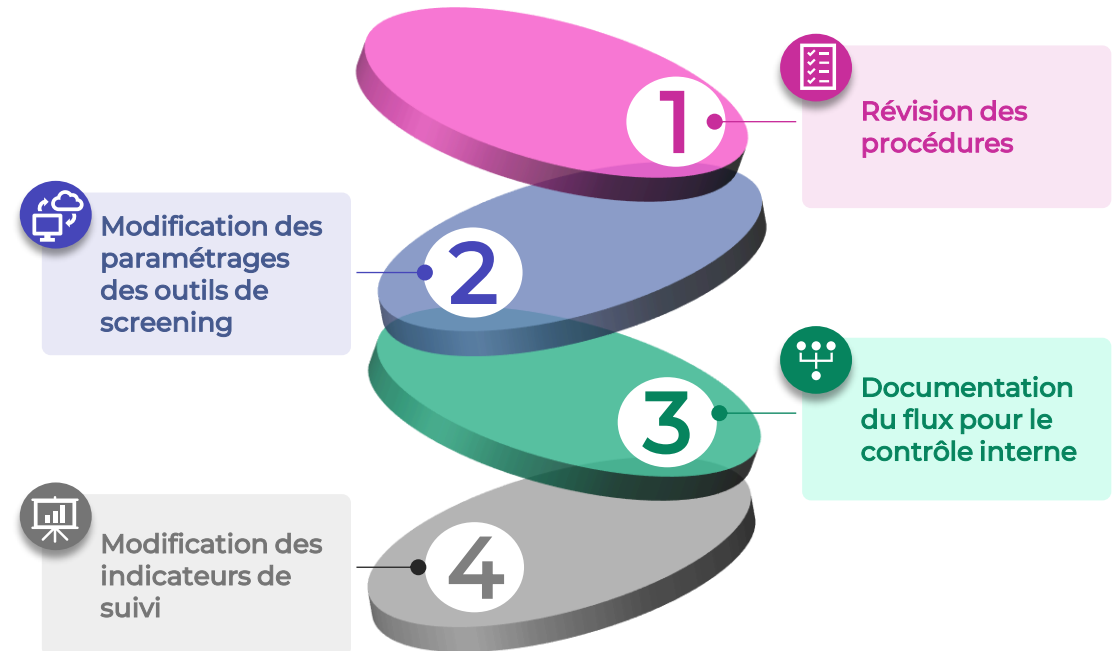 1
Révision des
procédures
2
Modification des
paramétrages
des outils de
screening
3
Documentation
du flux pour le
contrôle interne
4
Modification des
indicateurs de
suivi